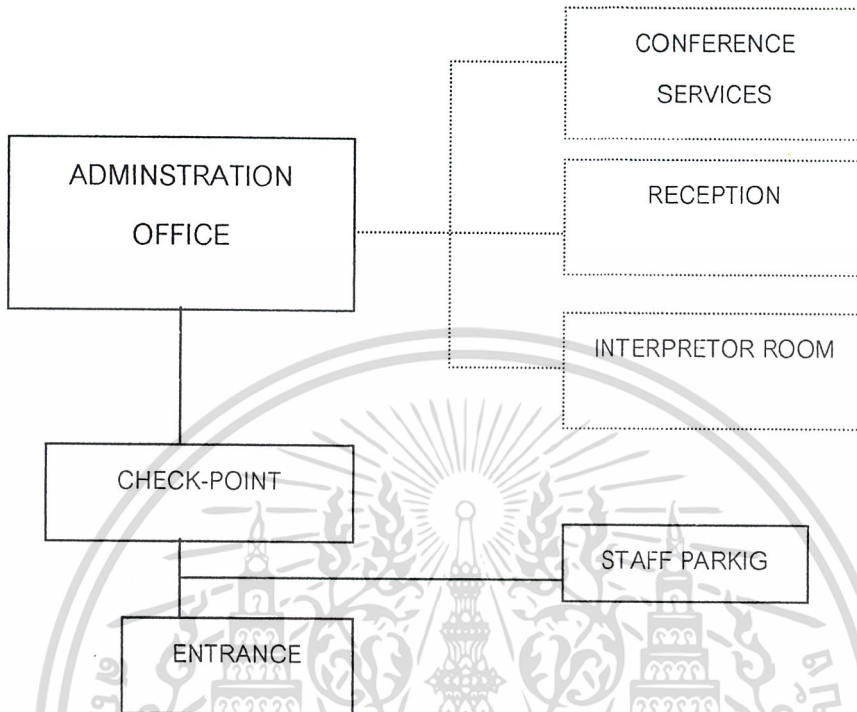 CONFERENCE
SERVICES
ADMINSTRATION
OFFICE
RECEPTION
INTERPRETOR ROOM
CHECK-POINT
STAFF PARKIG
ENTRANCE